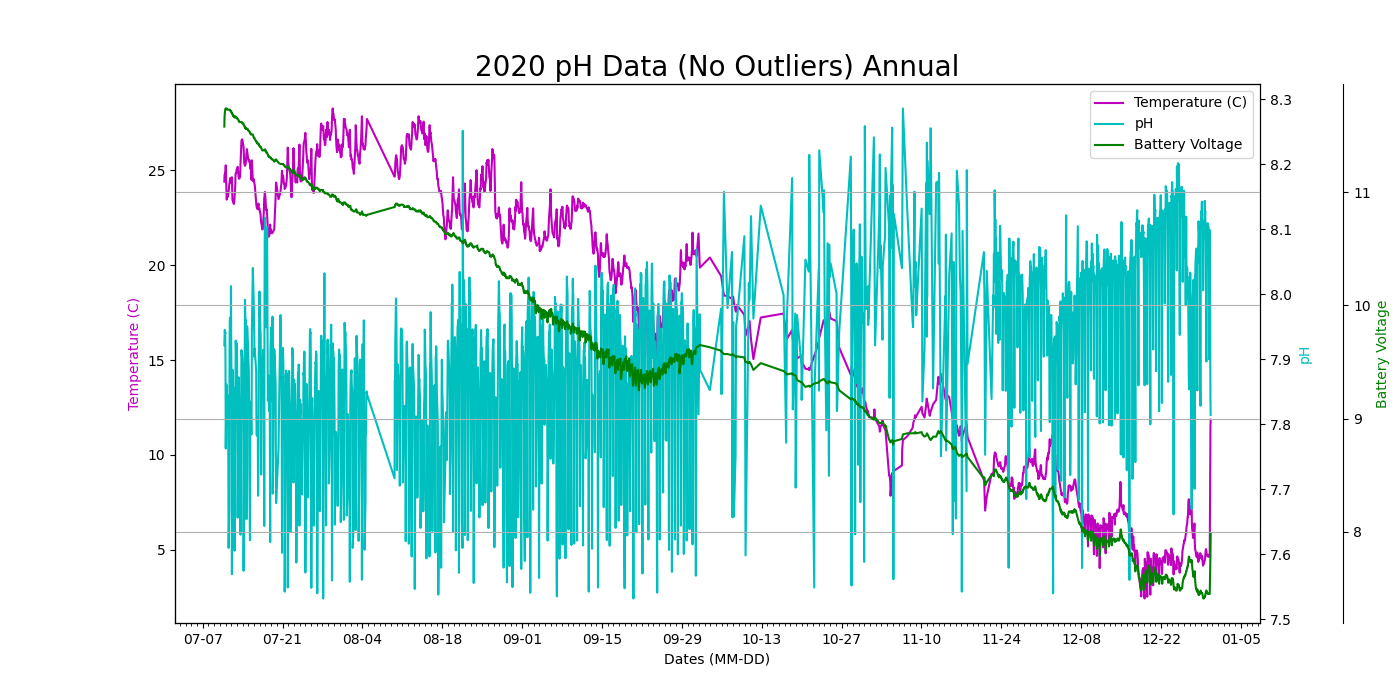 2020 pH Data (No Outliers) Annual
Temperature (C)
pH
Battery Voltage
25
20
15
10
5
Temperature (C)
8.3
8.2
8.1
8.0
7.9
7.8
7.7
7.6
7.5
pH
11
10
9
8
Battery Voltage
07-07 07-21 08-04 08-18 09-01 09-15 09-29 10-13 10-27 11-10 11-24 12-08 12-22 01-05
Dates (MM-DD)